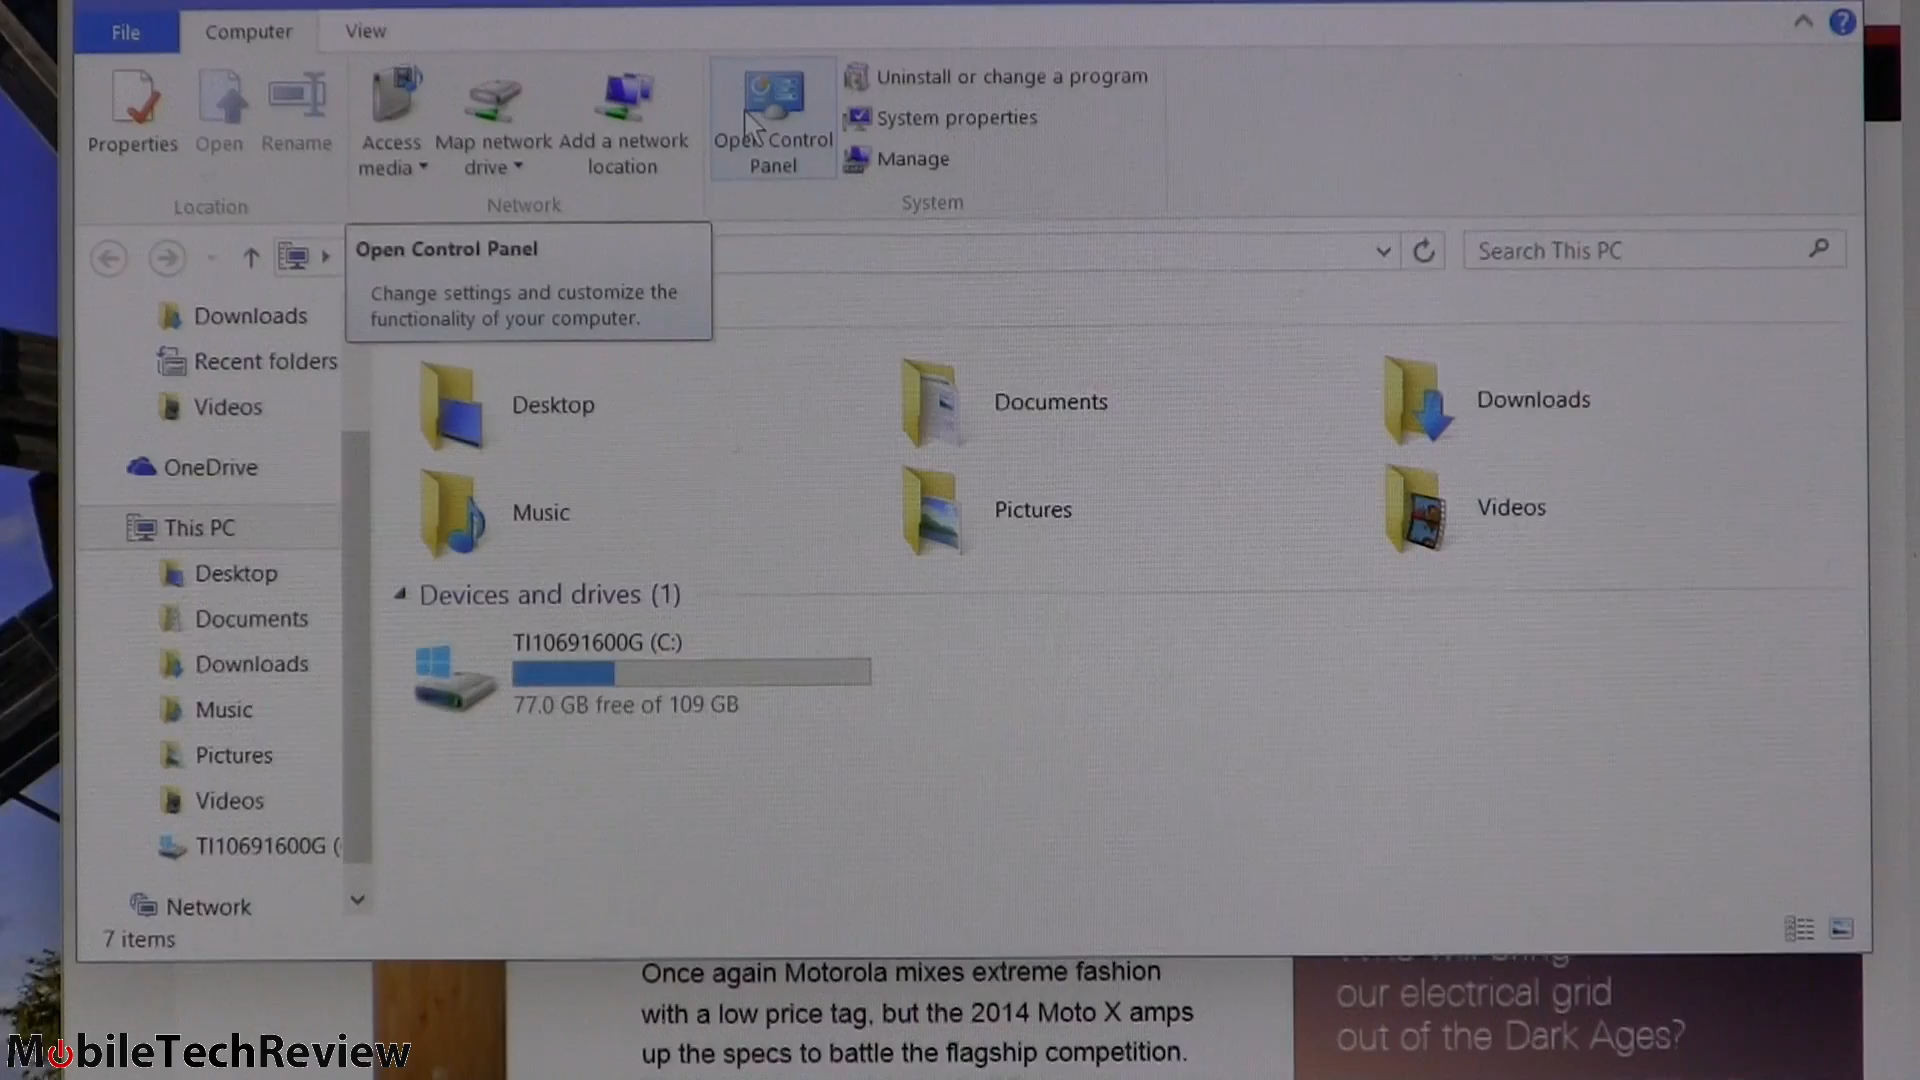 File
Computer
View
Properties
Open
Rename
Access
media
Map network
drive
Add a network
location
Open Control
Panel
Uninstall or change a program
System properties
Manage
Location
Network
System
Open Control Panel
Change settings and customize the
functionality of your computer.
Search This PC
Downloads
Recent folders
Videos
OneDrive
This PC
Desktop
Documents
Downloads
Music
Pictures
Videos
TI10691600G (
Network
7 items
Desktop
Documents
Downloads
Music
Pictures
Videos
Devices and drives (1)
TI10691600G (C:)
77.0 GB free of 109 GB
Once again Motorola mixes extreme fashion
with a low price tag, but the 2014 Moto X amps
up the specs to battle the flagship competition.
our electrical grid
out of the Dark Ages?
MobileTechReview